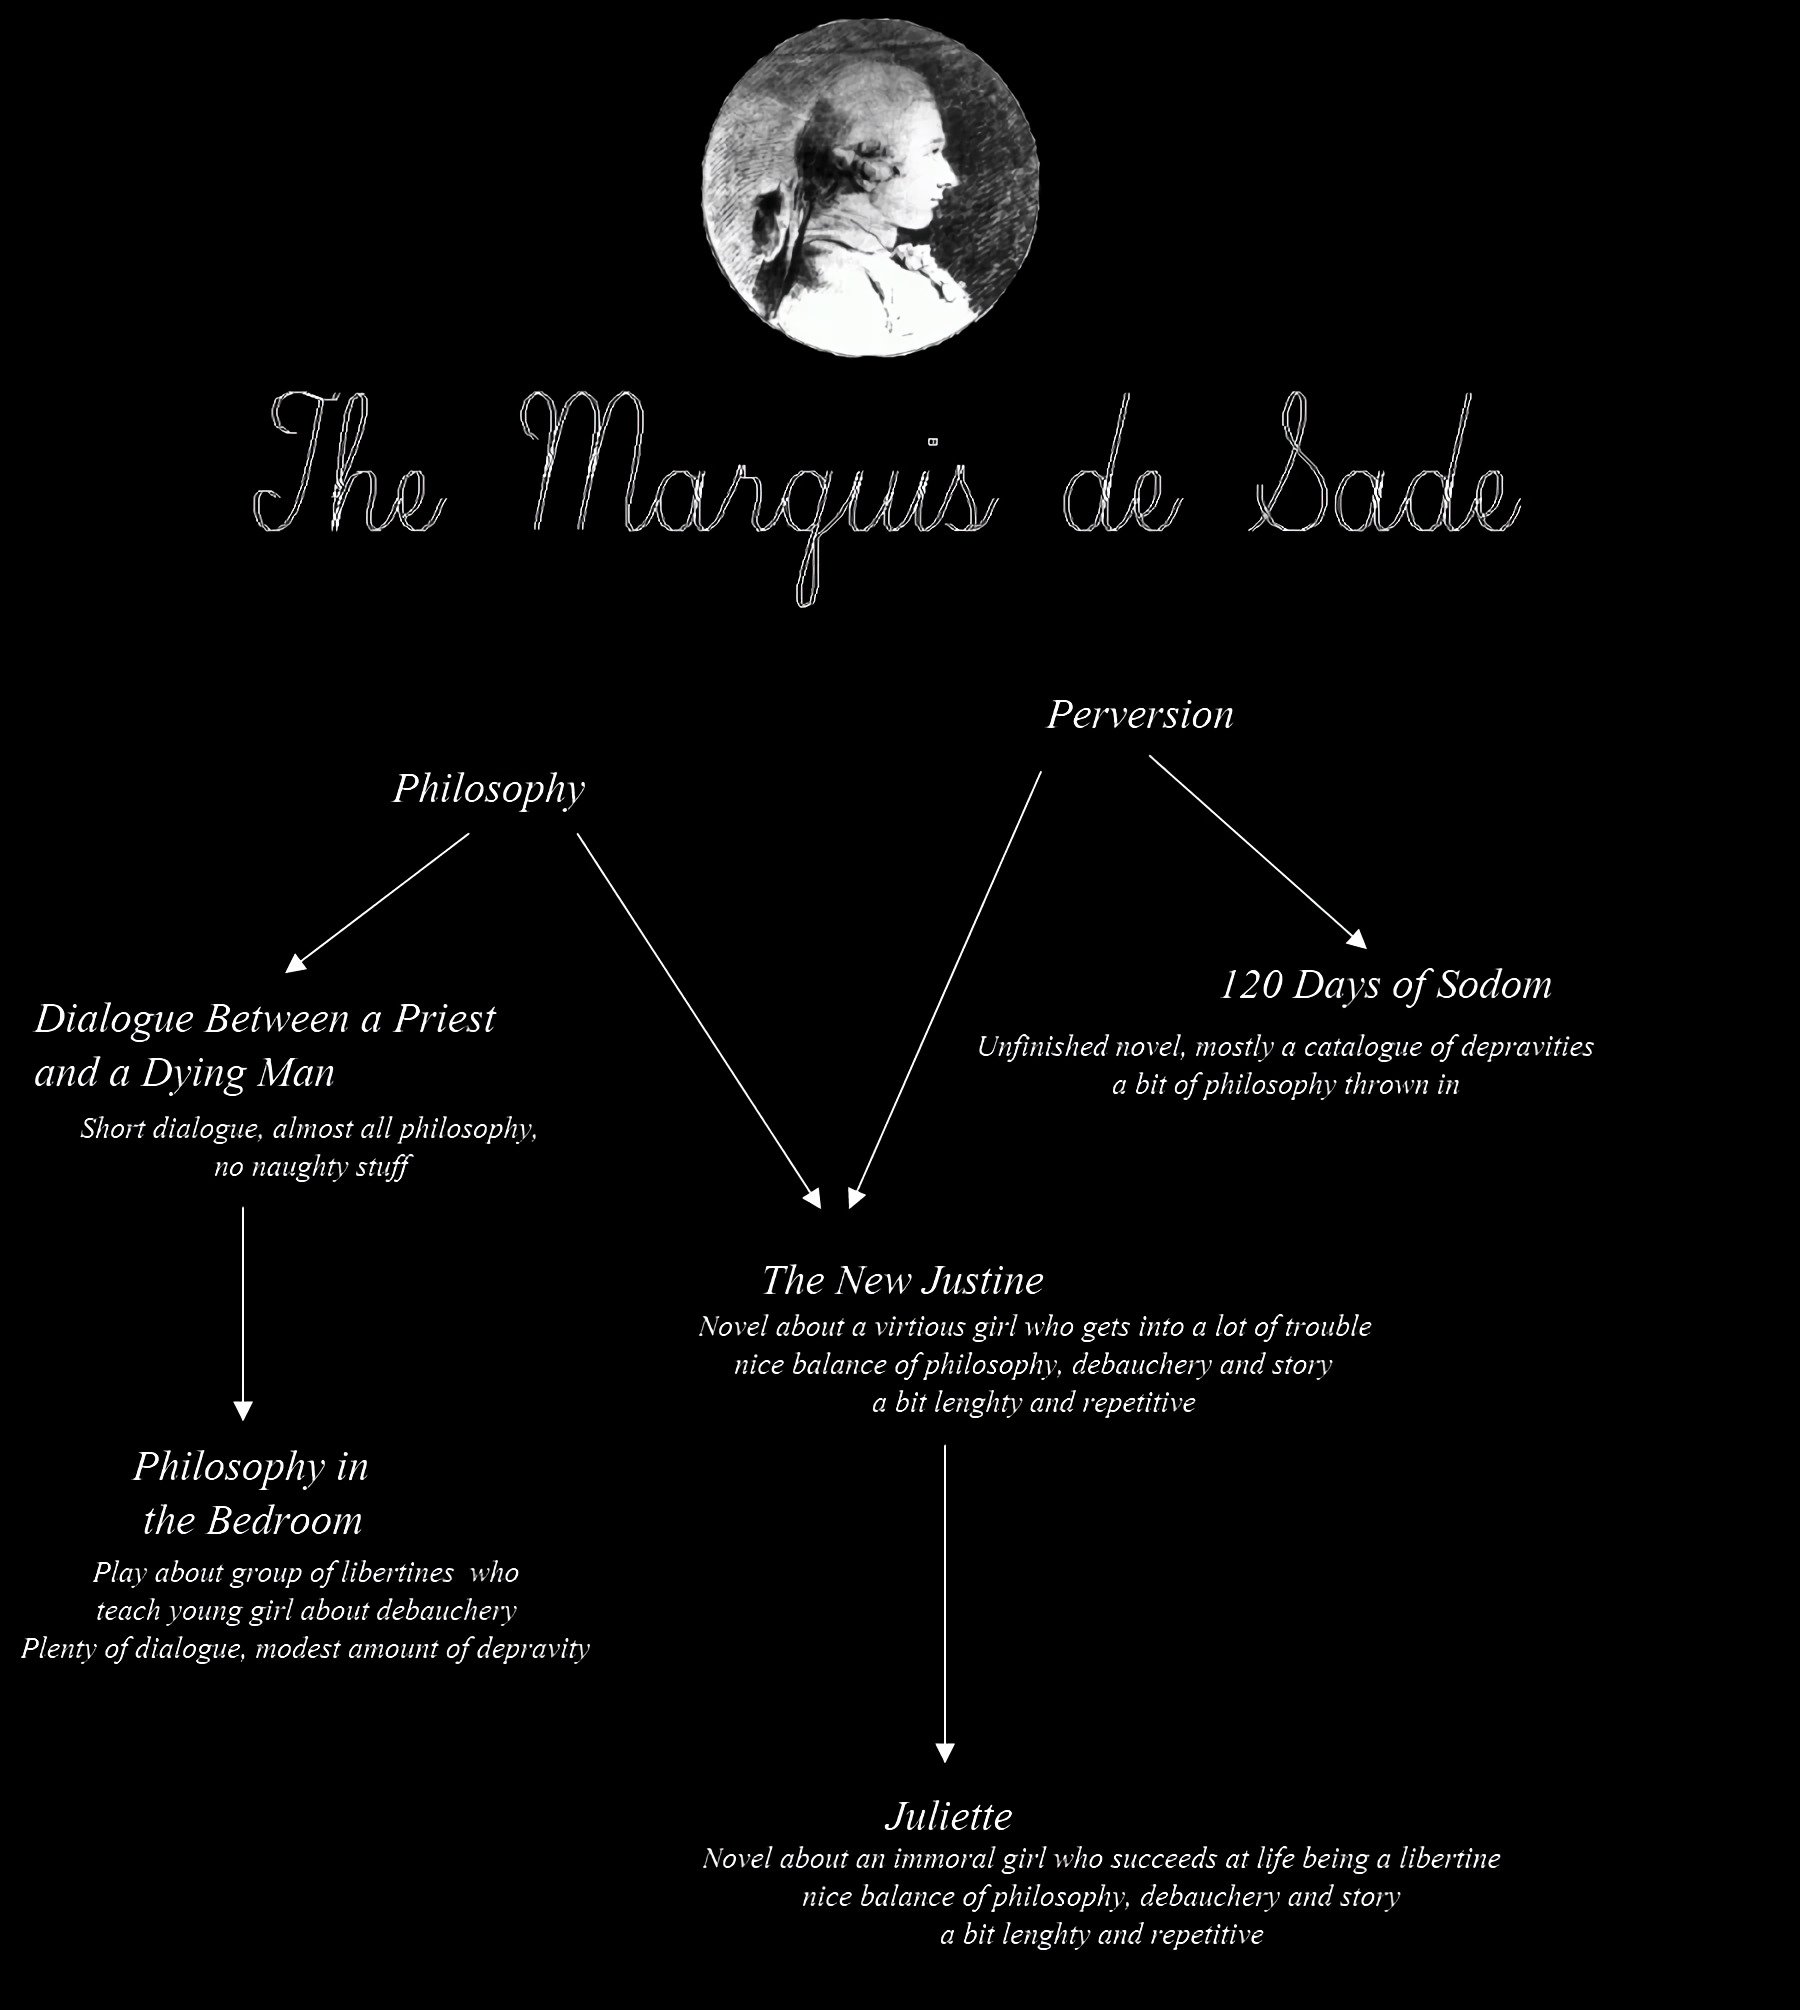 The Marquis de Sade
Perversion
Philosophy
120 Days of Sodom
Unfinished novel, mostly a catalogue of depravities
a bit of philosophy thrown in
Dialogue Between a Priest
and a Dying Man
Short dialogue, almost all philosophy,
no naughty stuff
The New Justine
Novel about a virtious girl who gets into a lot of trouble
nice balance of philosophy, debauchery and story
a bit lenghty and repetitive
Philosophy in
the Bedroom
Play about group of libertines who
teach young girl about debauchery
Plenty of dialogue, modest amount of depravity
Juliette
Novel about an immoral girl who succeeds at life being a libertine
nice balance of philosophy, debauchery and story
a bit lenghty and repetitive